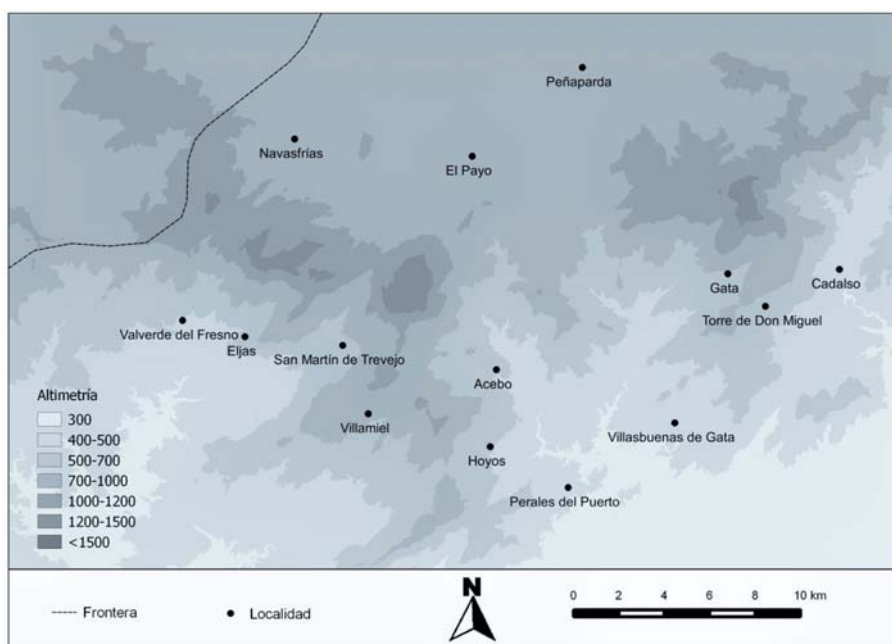 Peñaparda
Navasfrías
El Payo
Gata
Cadalso
Valverde del Fresno
Torre de Don Miguel
Eljas
San Martín de Trevejo
Acebo
Villamiel
Villasbuenas de Gata
Hoyos
Perales del Puerto
Altimetría
300
400-500
500-700
700-1000
1000-1200
1200-1500
<1500
Frontera
Localidad
N
0 2 4 6 8 10 km